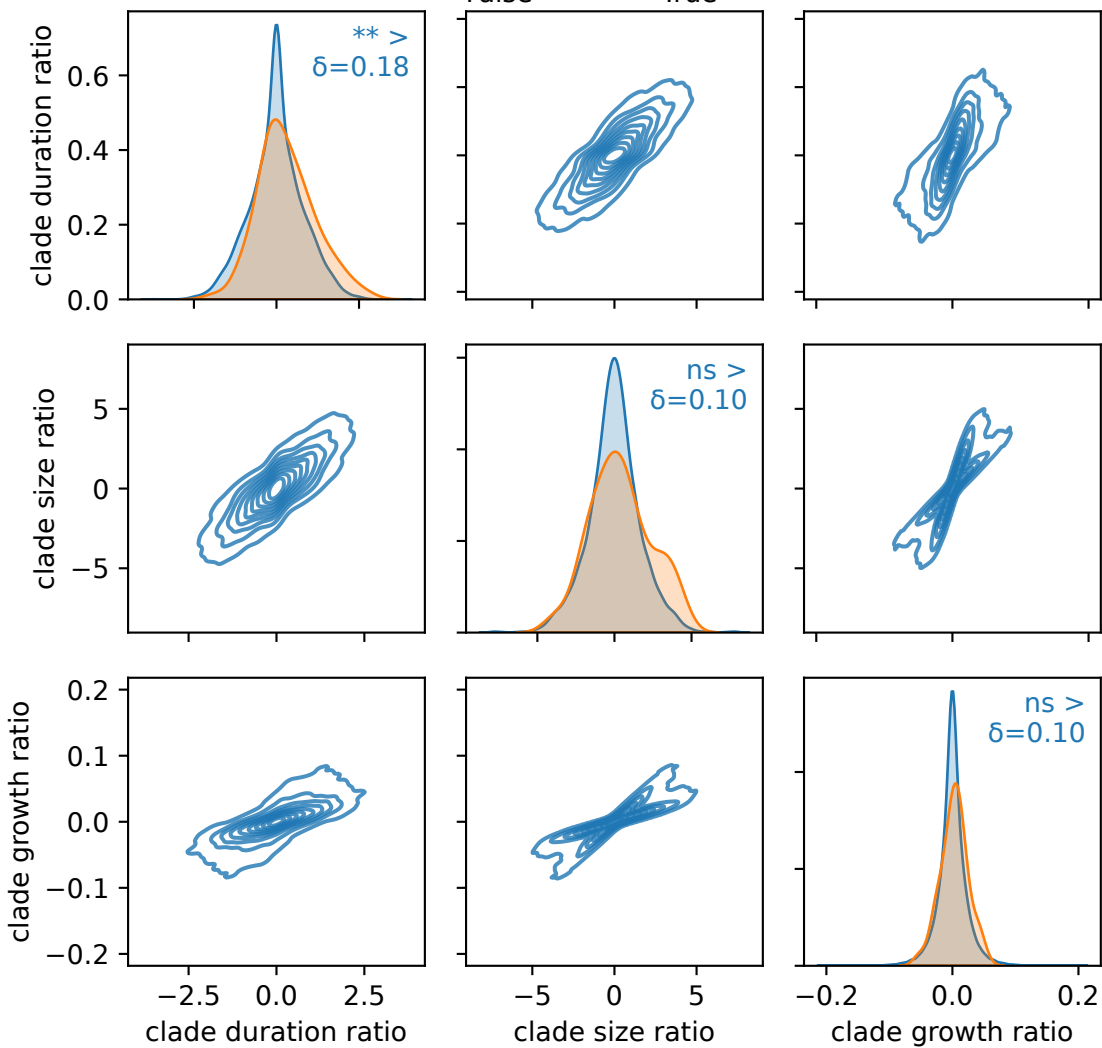 clade duration ratio
0.6
0.4
0.2
0.0
** >
δ=0.18
clade size ratio
5
0
−5
ns >
δ=0.10
clade growth ratio
0.2
0.1
0.0
−0.1
−0.2
ns >
δ=0.10
−2.5 0.0 2.5
−5 0 5
−0.2 0.0 0.2
clade duration ratio
clade size ratio
clade growth ratio